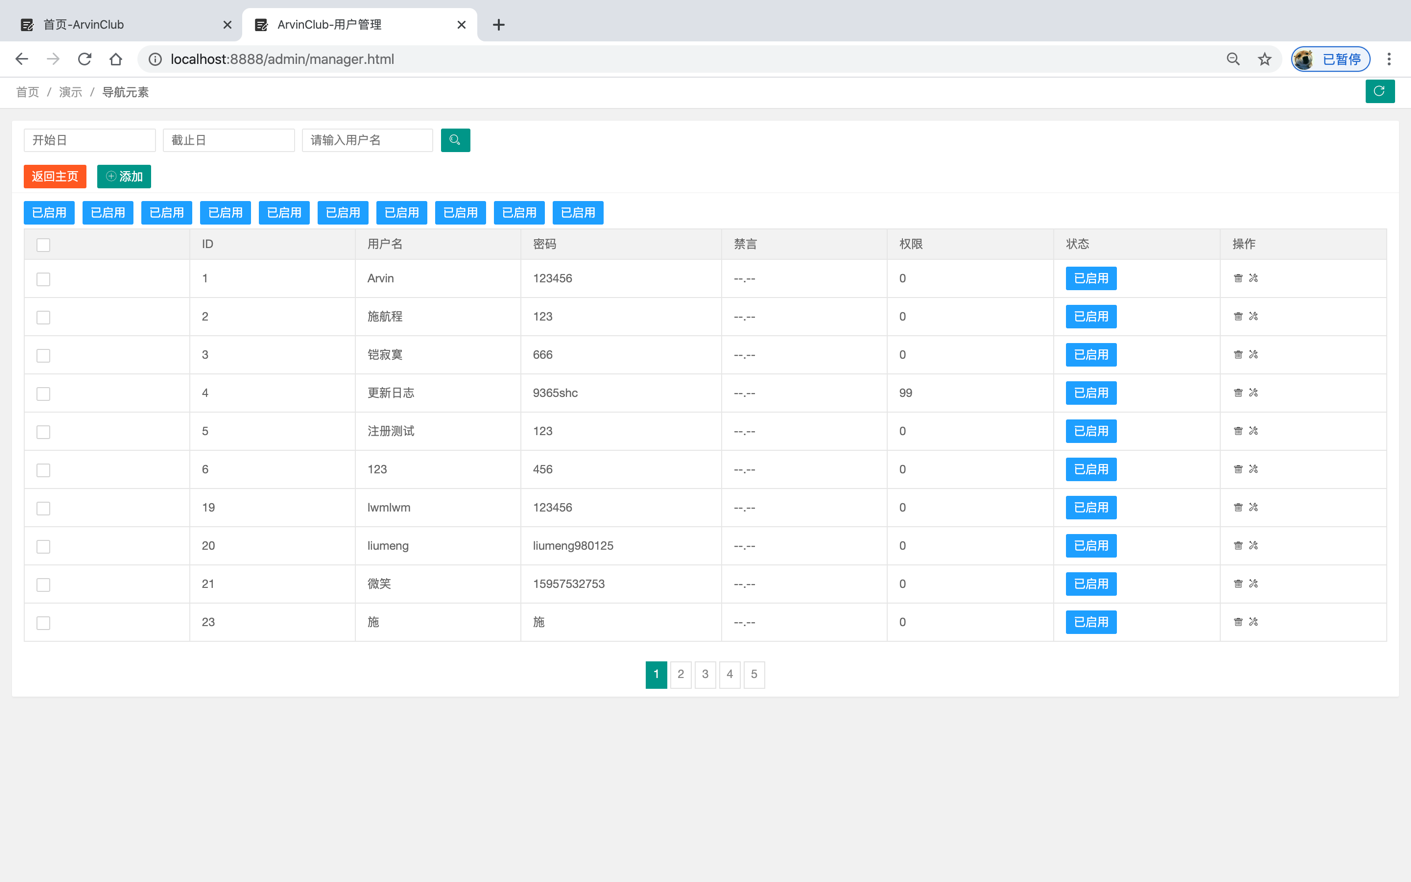 首页-ArvinClub
ArvinClub-用户管理
localhost:8888/admin/manager.html
已暂停
首页 / 演示 / 导航元素
开始日 截止日 请输入用户名
返回主页 添加
已启用 已启用 已启用 已启用 已启用 已启用 已启用 已启用 已启用 已启用
ID 用户名 密码 禁言 权限 状态 操作
1 Arvin 123456 --.-- 0 已启用
2 施航程 123 --.-- 0 已启用
3 铠寂寞 666 --.-- 0 已启用
4 更新日志 9365shc --.-- 99 已启用
5 注册测试 123 --.-- 0 已启用
6 123 456 --.-- 0 已启用
19 lwmlwm 123456 --.-- 0 已启用
20 liumeng liumeng980125 --.-- 0 已启用
21 微笑 15957532753 --.-- 0 已启用
23 施 施 --.-- 0 已启用
1 2 3 4 5